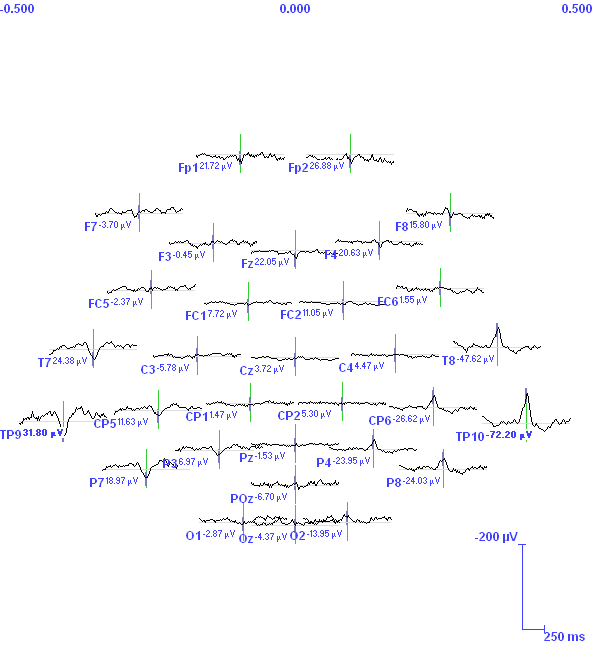 -0.500 0.000 0.500
Fp1 21.72 µV Fp2 26.88 µV
F7 -3.70 µV F8 15.80 µV
F3 -0.45 µV Fz 22.05 µV F4 20.63 µV
FC5 -2.37 µV FC1 7.72 µV FC2 11.05 µV FC6 1.55 µV
T7 24.38 µV C3 -5.78 µV Cz 3.72 µV C4 4.47 µV T8 -47.62 µV
TP9 31.80 µV CP5 11.63 µV CP1 1.47 µV CP2 5.30 µV CP6 -26.62 µV TP10 -72.20 µV
P7 18.97 µV P3 6.97 µV Pz -1.53 µV P4 -23.95 µV P8 -24.03 µV
POz -6.70 µV
O1 -2.87 µV Oz -4.37 µV O2 -13.95 µV
-200 µV
250 ms